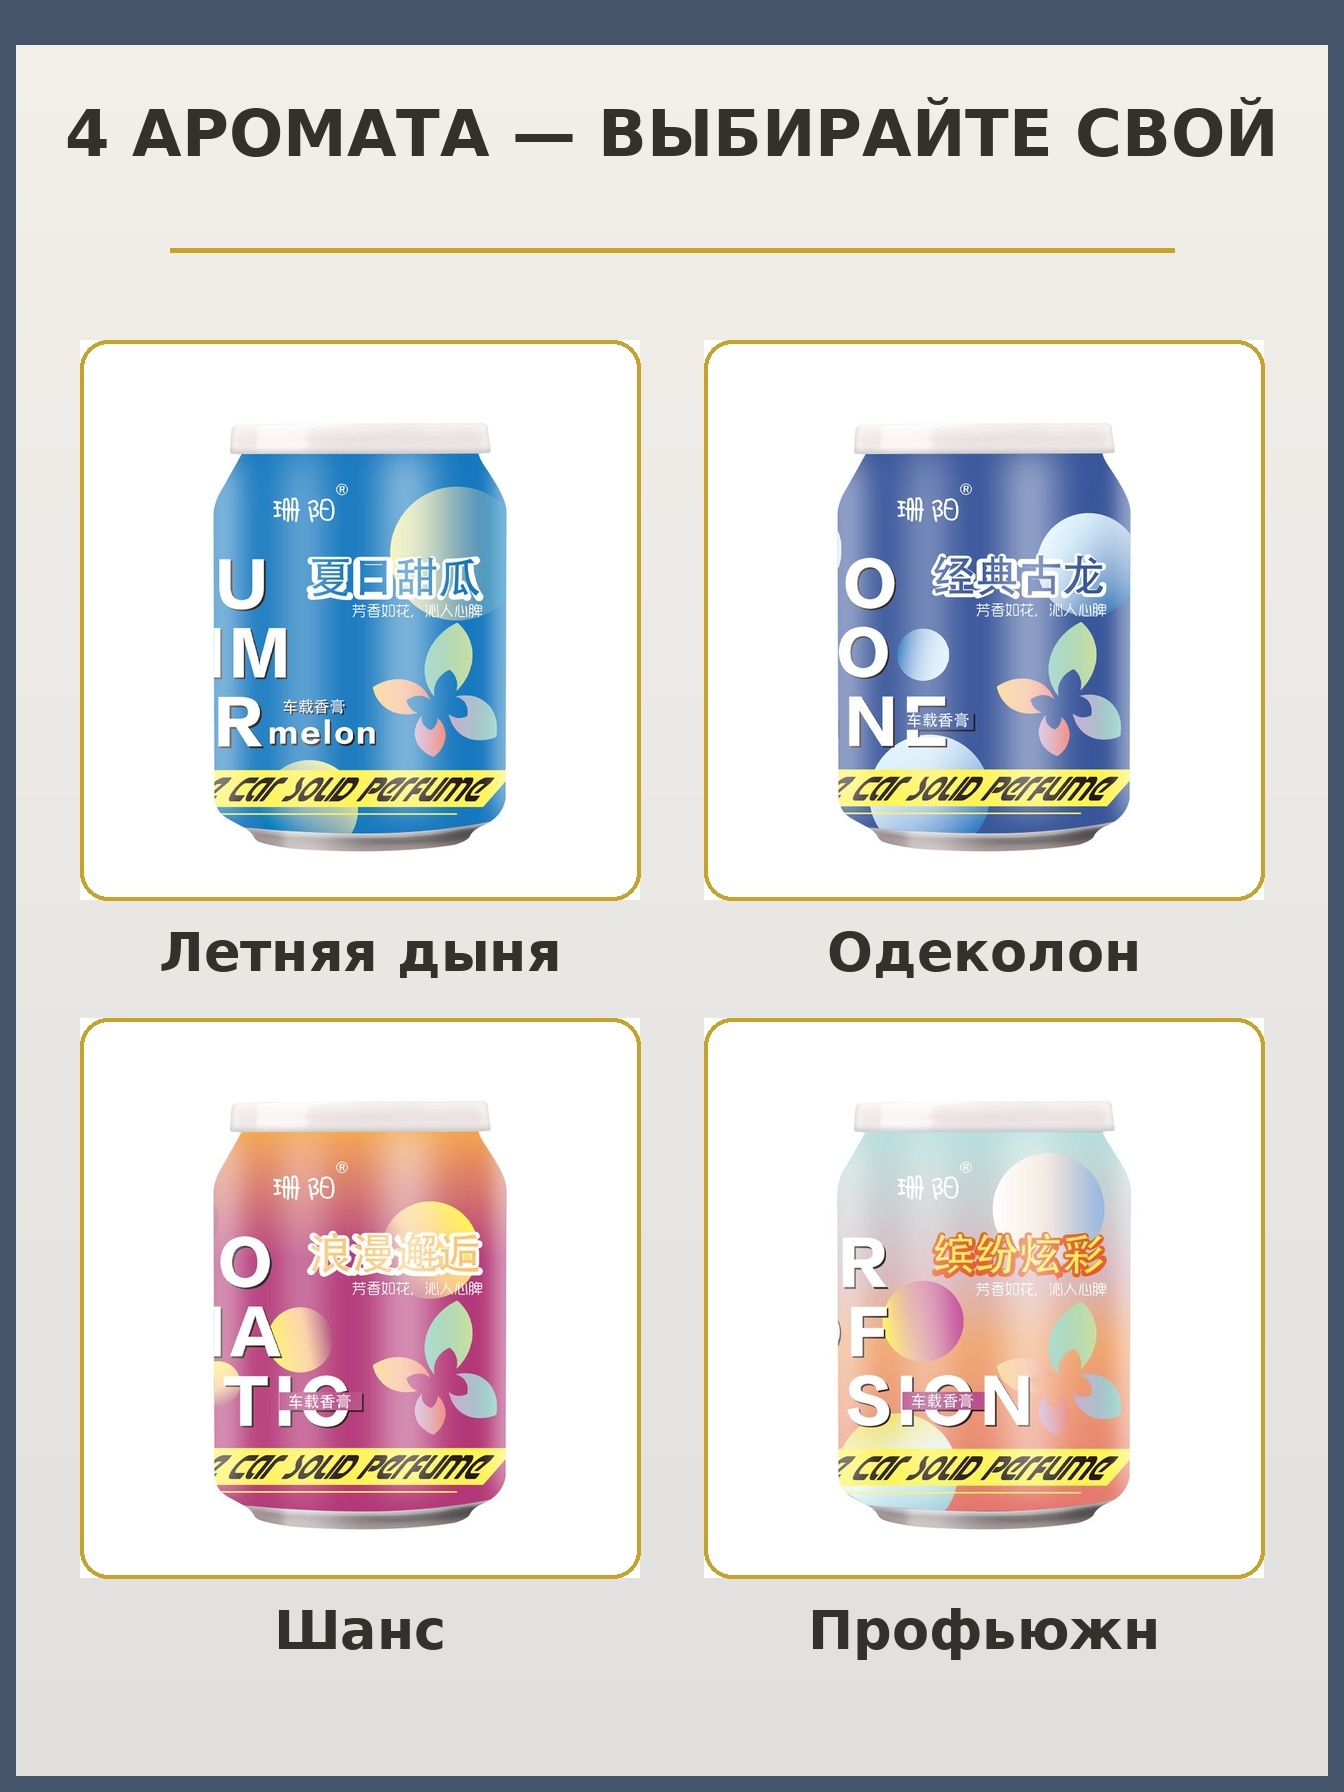 4 АРОМАТА — ВЫБИРАЙТЕ СВОЙ
珊阳®
U
夏日甜瓜
芳香如花，沁人心脾
M
车载香膏
R melon
CAR SOLID PERFUME
珊阳®
O
经典古龙
芳香如花，沁人心脾
O
NE
车载香膏
CAR SOLID PERFUME
Летняя дыня
Одеколон
珊阳®
O
浪漫邂逅
芳香如花，沁人心脾
A
TIC
车载香膏
CAR SOLID PERFUME
珊阳®
R
缤纷炫彩
芳香如花，沁人心脾
F
SION
车载香膏
CAR SOLID PERFUME
Шанс
Профьюжн